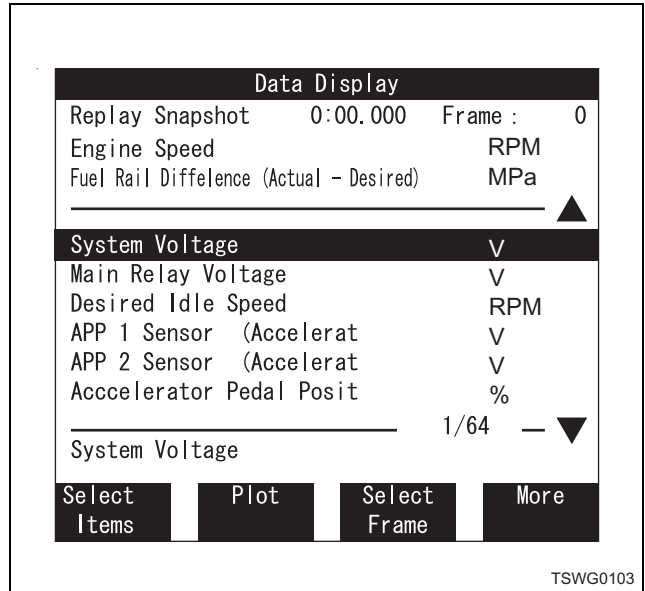 Data Display
Replay Snapshot 0:00.000 Frame : 0
Engine Speed RPM
Fuel Rail Diffelence (Actual - Desired) MPa
System Voltage V
Main Relay Voltage V
Desired Idle Speed RPM
APP 1 Sensor (Accelerat V
APP 2 Sensor (Accelerat V
Acccelerator Pedal Posit %
1/64
System Voltage
Select Items Plot Select Frame More
TSWG0103